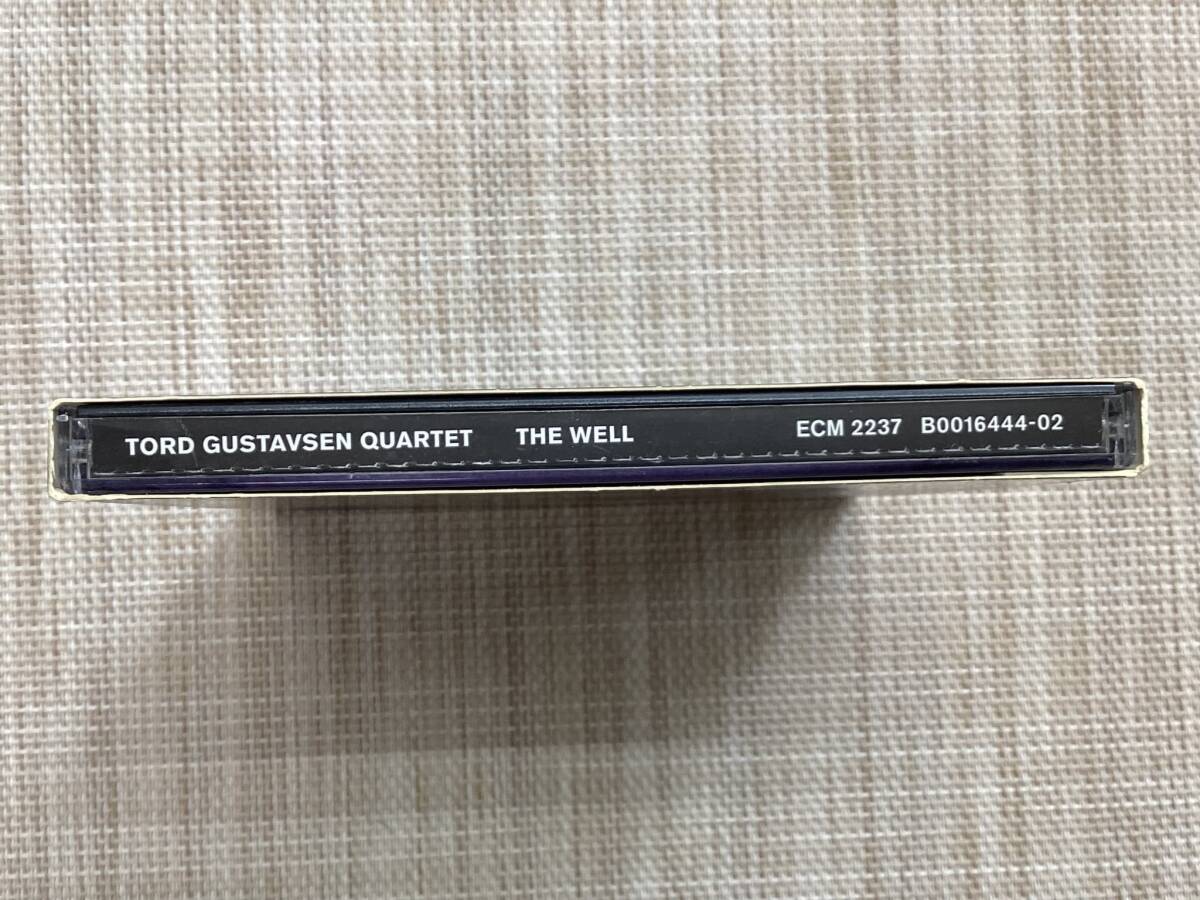 TORD GUSTAVSEN QUARTET THE WELL ECM 2237 B0016444-02